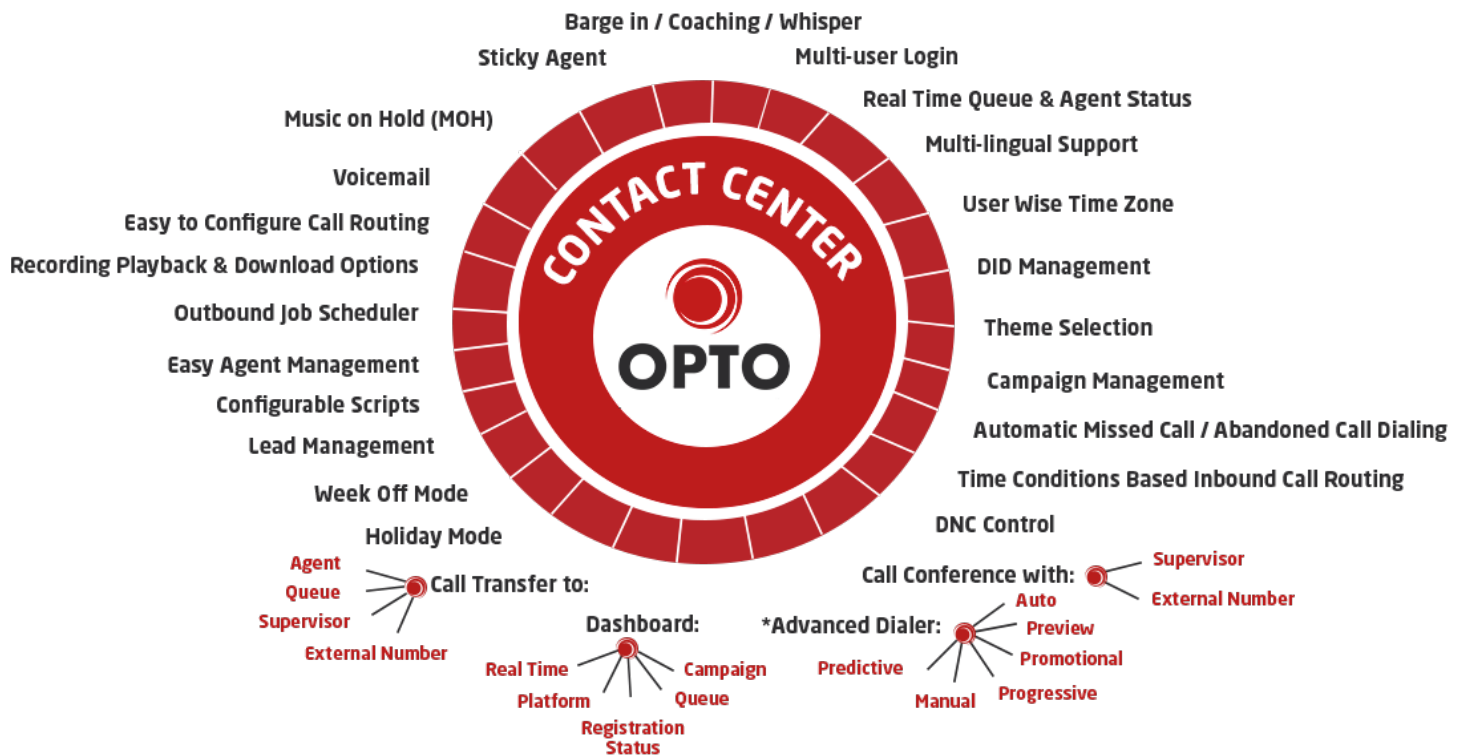 Barge in / Coaching / Whisper
Sticky Agent
Multi-user Login
Real Time Queue & Agent Status
Music on Hold (MOH)
Multi-lingual Support
Voicemail
User Wise Time Zone
Easy to Configure Call Routing
Recording Playback & Download Options
DID Management
Outbound Job Scheduler
Theme Selection
Easy Agent Management
Campaign Management
Configurable Scripts
Automatic Missed Call / Abandoned Call Dialing
Lead Management
Time Conditions Based Inbound Call Routing
Week Off Mode
DNC Control
Holiday Mode
CONTACT CENTER
OPTO
Call Transfer to:
Agent
Queue
Supervisor
External Number
Dashboard:
Real Time
Platform
Registration
Status
Queue
Campaign
*Advanced Dialer:
Predictive
Manual
Progressive
Promotional
Preview
Auto
Call Conference with:
Supervisor
External Number